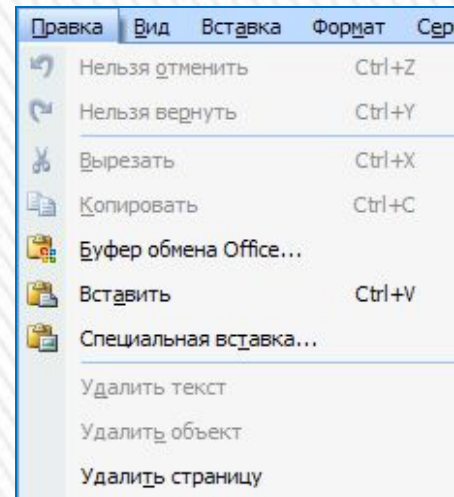 Правка Вид Вставка Формат Сер
Нельзя отменить Ctrl+Z
Нельзя вернуть Ctrl+Y
Вырезать Ctrl+X
Копировать Ctrl+C
Буфер обмена Office...
Вставить Ctrl+V
Специальная вставка...
Удалить текст
Удалить объект
Удалить страницу